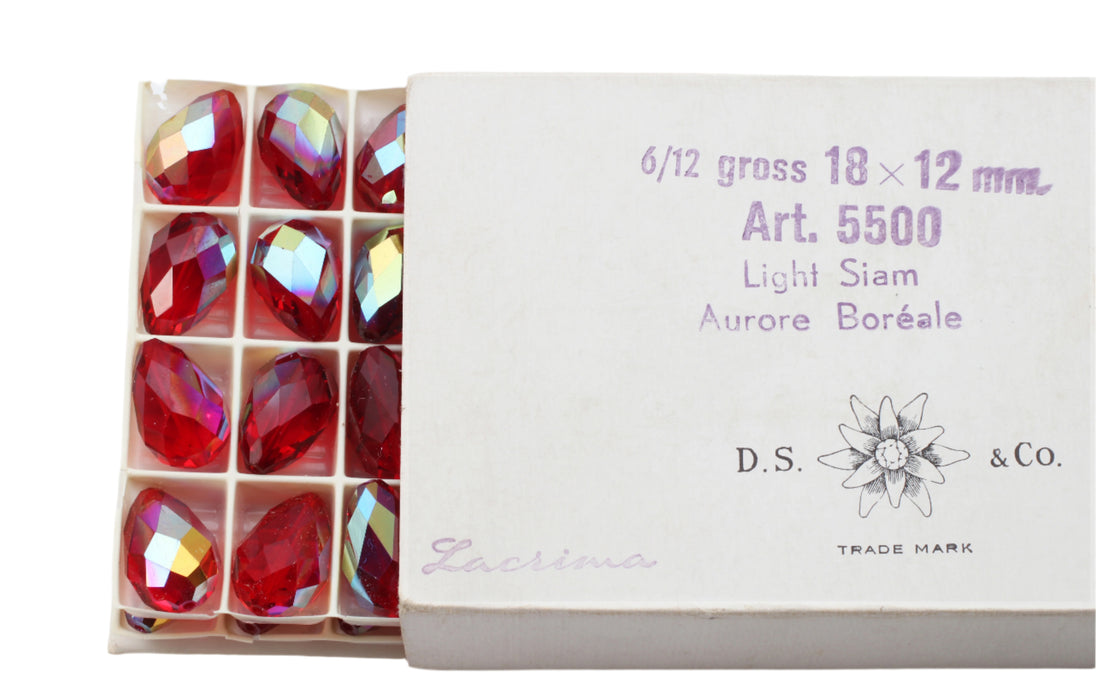 6/12 gross 18 × 12 mm.
Art. 5500
Light Siam
Aurore Boréale
D. S. & Co.
TRADE MARK
Lacrima